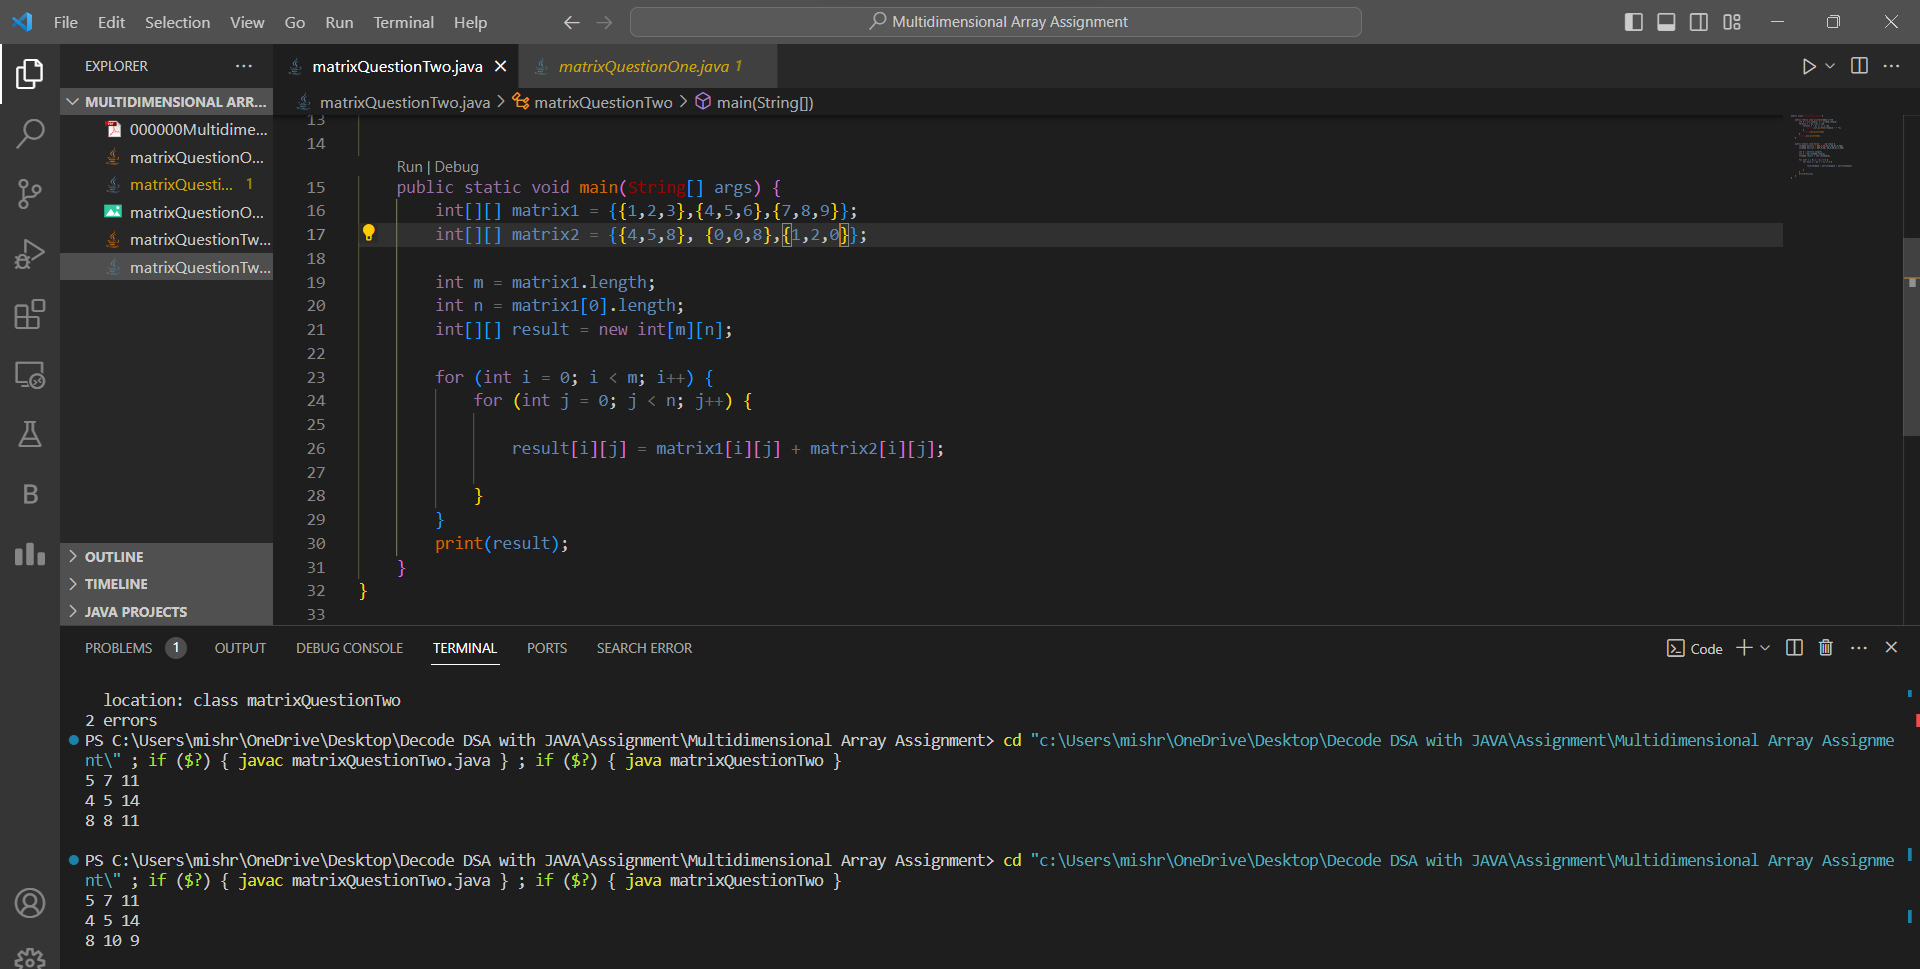 File Edit Selection View Go Run Terminal Help
Multidimensional Array Assignment
EXPLORER
MULTIDIMENSIONAL ARR...
000000Multidime...
matrixQuestionO...
matrixQuesti... 1
matrixQuestionO...
matrixQuestionTw...
matrixQuestionTw...
OUTLINE
TIMELINE
JAVA PROJECTS
matrixQuestionTwo.java
matrixQuestionOne.java 1
matrixQuestionTwo.java > matrixQuestionTwo > main(String[])
13
14
Run | Debug
15 public static void main(String[] args) {
16 int[][] matrix1 = {{1,2,3},{4,5,6},{7,8,9}};
17 int[][] matrix2 = {{4,5,8}, {0,0,8},{1,2,0}};
18
19 int m = matrix1.length;
20 int n = matrix1[0].length;
21 int[][] result = new int[m][n];
22
23 for (int i = 0; i < m; i++) {
24 for (int j = 0; j < n; j++) {
25
26 result[i][j] = matrix1[i][j] + matrix2[i][j];
27
28 }
29 }
30 print(result);
31 }
32 }
33
PROBLEMS 1 OUTPUT DEBUG CONSOLE TERMINAL PORTS SEARCH ERROR
Code
location: class matrixQuestionTwo
2 errors
PS C:\Users\mishr\OneDrive\Desktop\Decode DSA with JAVA\Assignment\Multidimensional Array Assignment> cd "c:\Users\mishr\OneDrive\Desktop\Decode DSA with JAVA\Assignment\Multidimensional Array Assignme
nt\" ; if ($?) { javac matrixQuestionTwo.java } ; if ($?) { java matrixQuestionTwo }
5 7 11
4 5 14
8 8 11
PS C:\Users\mishr\OneDrive\Desktop\Decode DSA with JAVA\Assignment\Multidimensional Array Assignment> cd "c:\Users\mishr\OneDrive\Desktop\Decode DSA with JAVA\Assignment\Multidimensional Array Assignme
nt\" ; if ($?) { javac matrixQuestionTwo.java } ; if ($?) { java matrixQuestionTwo }
5 7 11
4 5 14
8 10 9